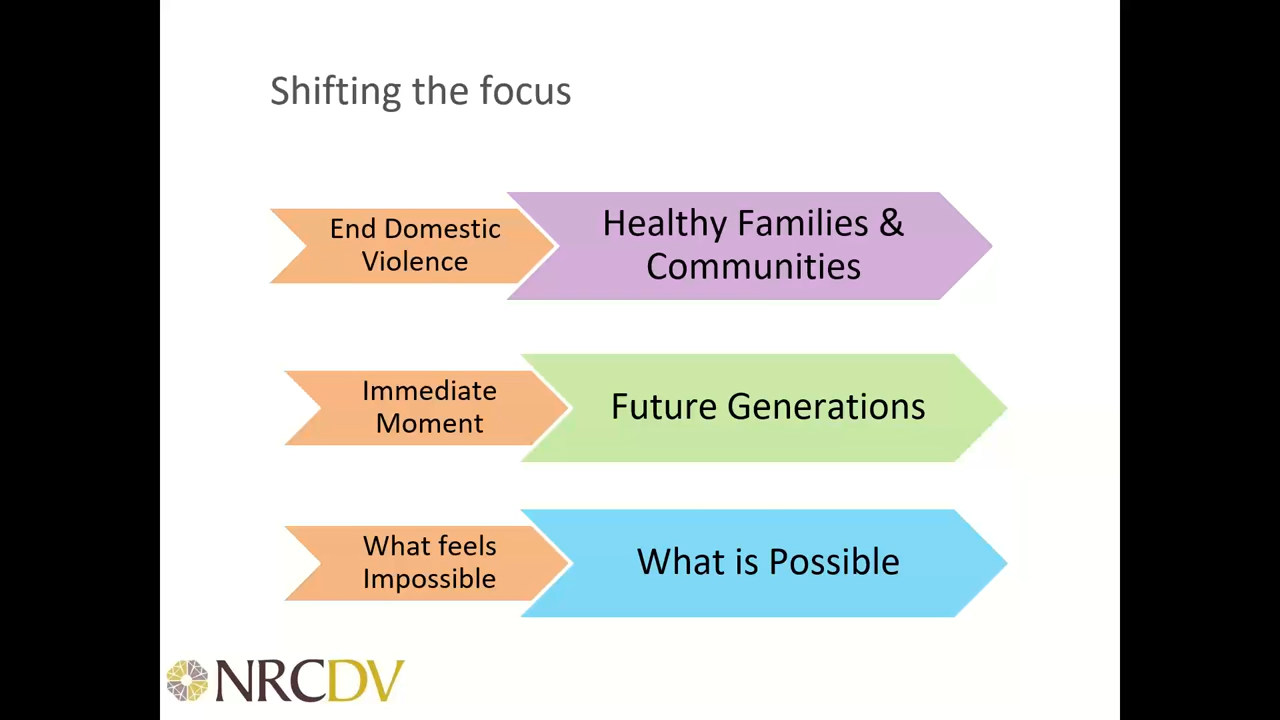 Shifting the focus
End Domestic
Violence
Healthy Families &
Communities
Immediate
Moment
Future Generations
What feels
Impossible
What is Possible
NRCDV